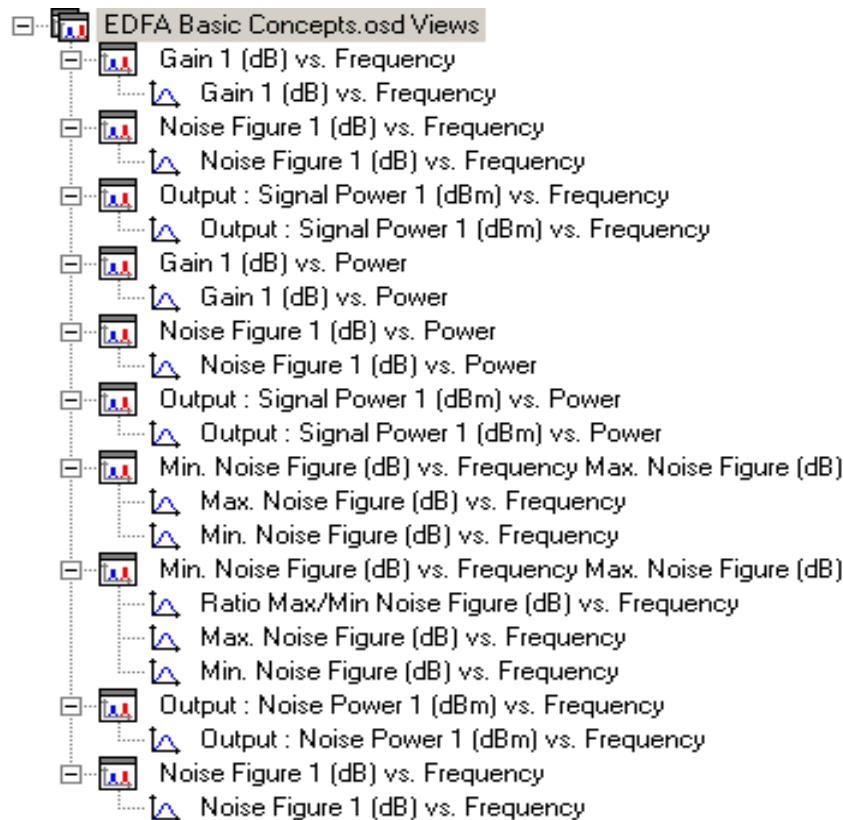 EDFA Basic Concepts.osd Views
Gain 1 (dB) vs. Frequency
Gain 1 (dB) vs. Frequency
Noise Figure 1 (dB) vs. Frequency
Noise Figure 1 (dB) vs. Frequency
Output : Signal Power 1 (dBm) vs. Frequency
Output : Signal Power 1 (dBm) vs. Frequency
Gain 1 (dB) vs. Power
Gain 1 (dB) vs. Power
Noise Figure 1 (dB) vs. Power
Noise Figure 1 (dB) vs. Power
Output : Signal Power 1 (dBm) vs. Power
Output : Signal Power 1 (dBm) vs. Power
Min. Noise Figure (dB) vs. Frequency Max. Noise Figure (dB)
Max. Noise Figure (dB) vs. Frequency
Min. Noise Figure (dB) vs. Frequency
Min. Noise Figure (dB) vs. Frequency Max. Noise Figure (dB)
Ratio Max/Min Noise Figure (dB) vs. Frequency
Max. Noise Figure (dB) vs. Frequency
Min. Noise Figure (dB) vs. Frequency
Output : Noise Power 1 (dBm) vs. Frequency
Output : Noise Power 1 (dBm) vs. Frequency
Noise Figure 1 (dB) vs. Frequency
Noise Figure 1 (dB) vs. Frequency